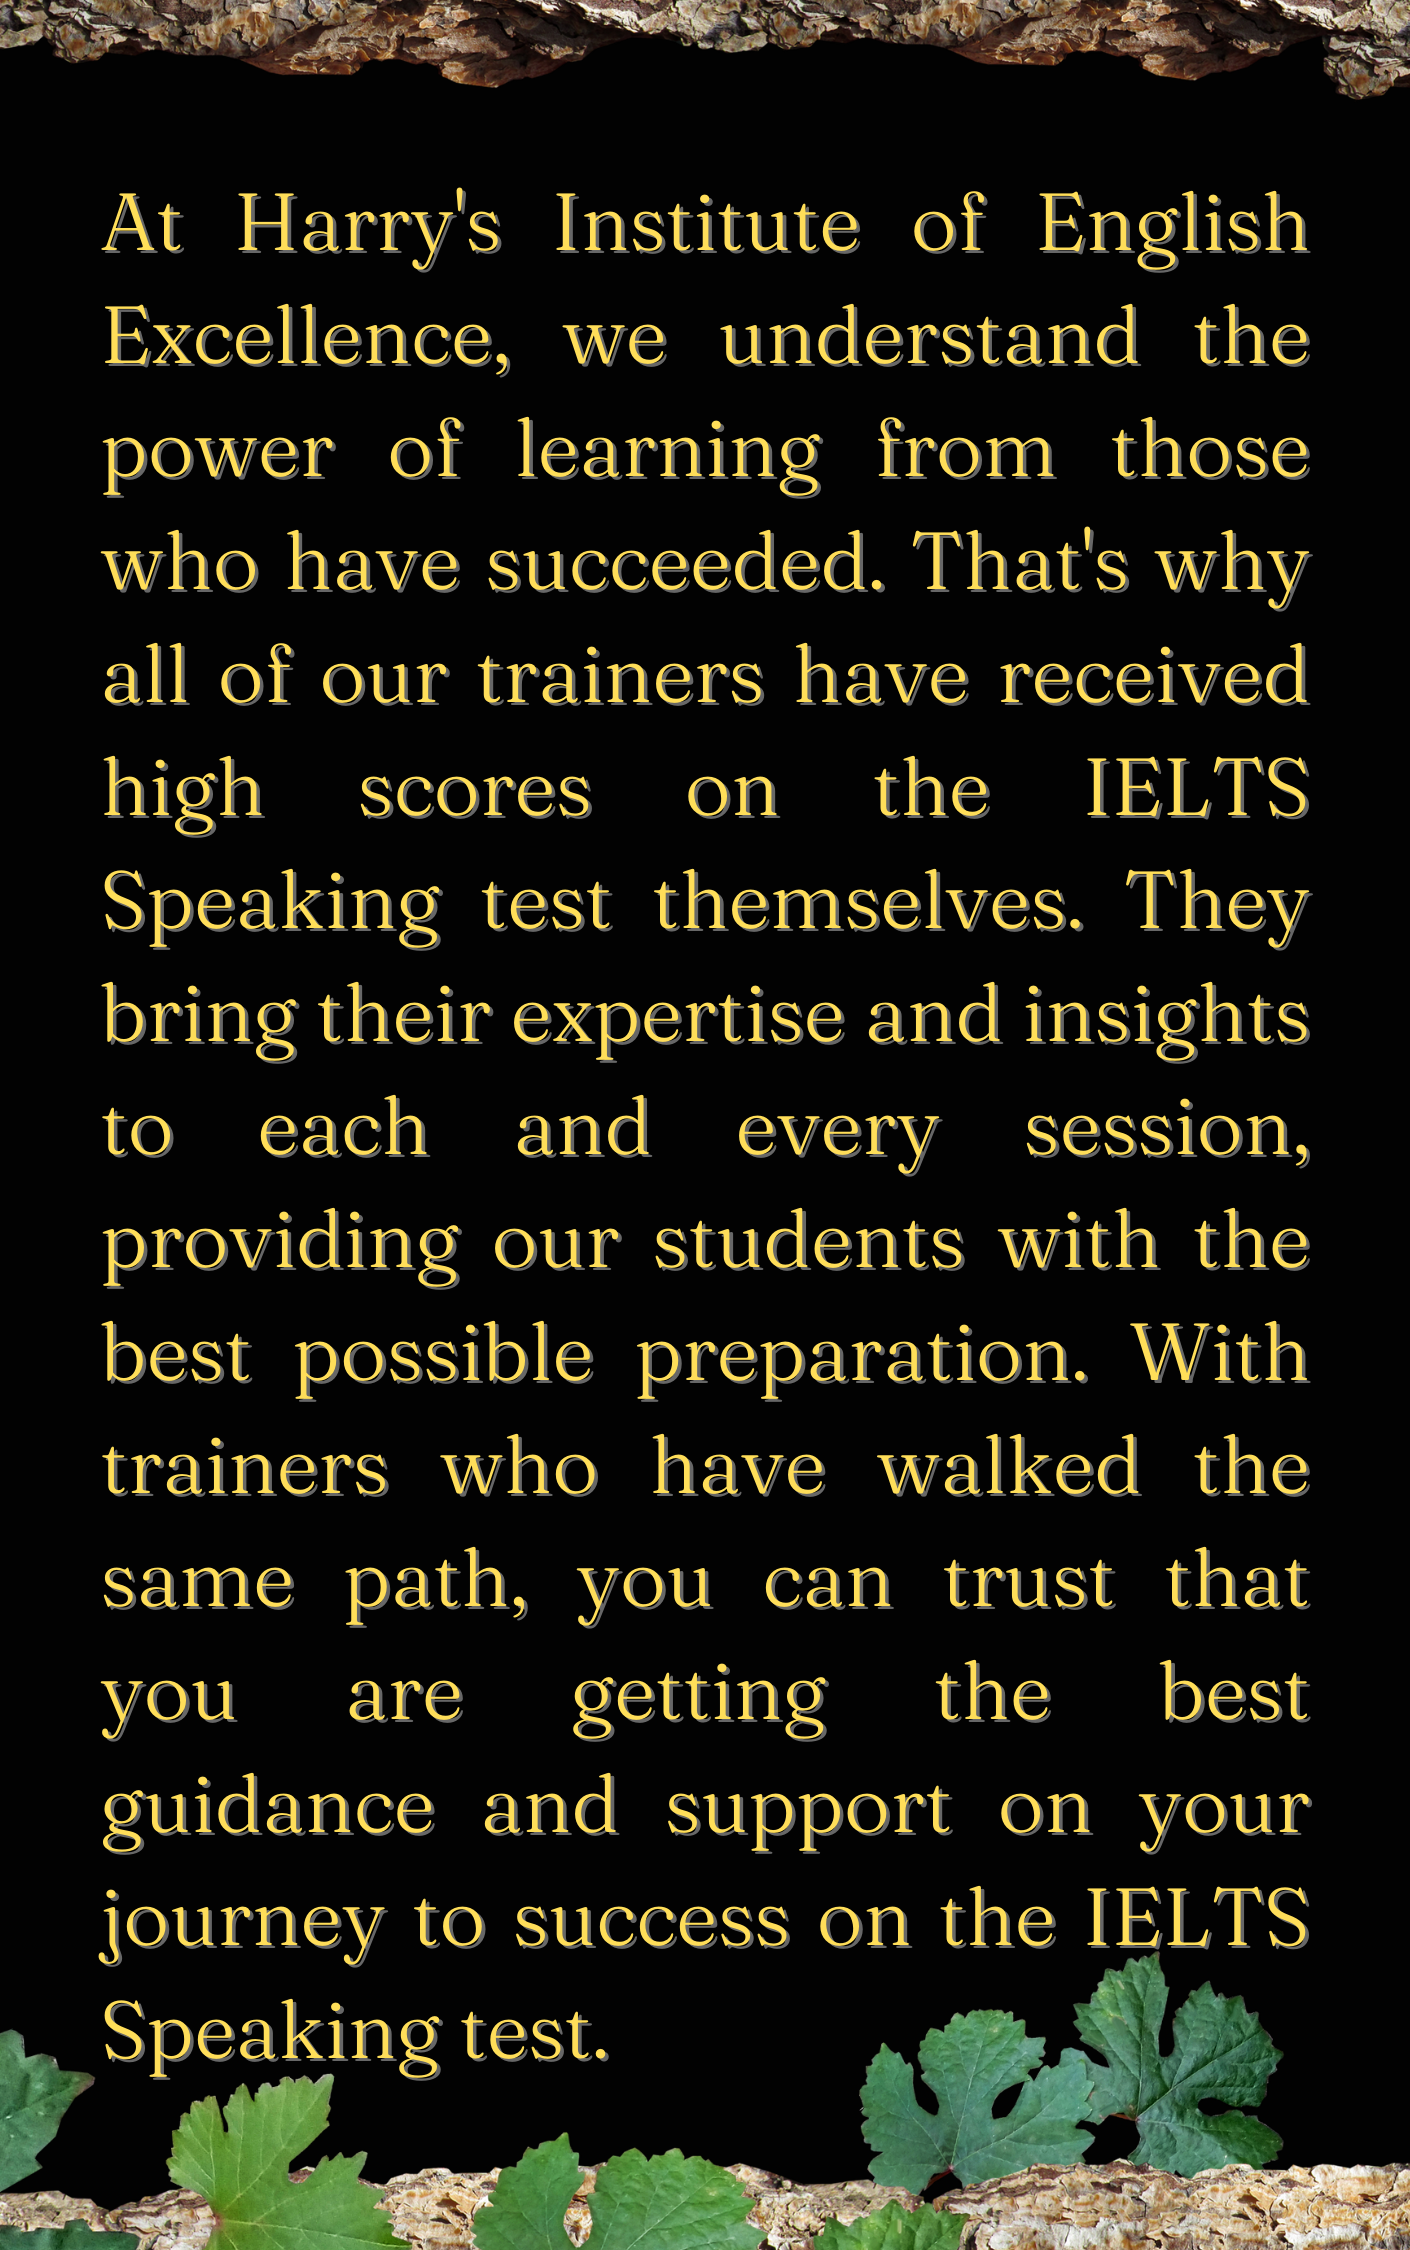 At Harry's Institute of English
Excellence, we understand the
power of learning from those
who have succeeded. That's why
all of our trainers have received
high scores on the IELTS
Speaking test themselves. They
bring their expertise and insights
to each and every session,
providing our students with the
best possible preparation. With
trainers who have walked the
same path, you can trust that
you are getting the best
guidance and support on your
journey to success on the IELTS
Speaking test.